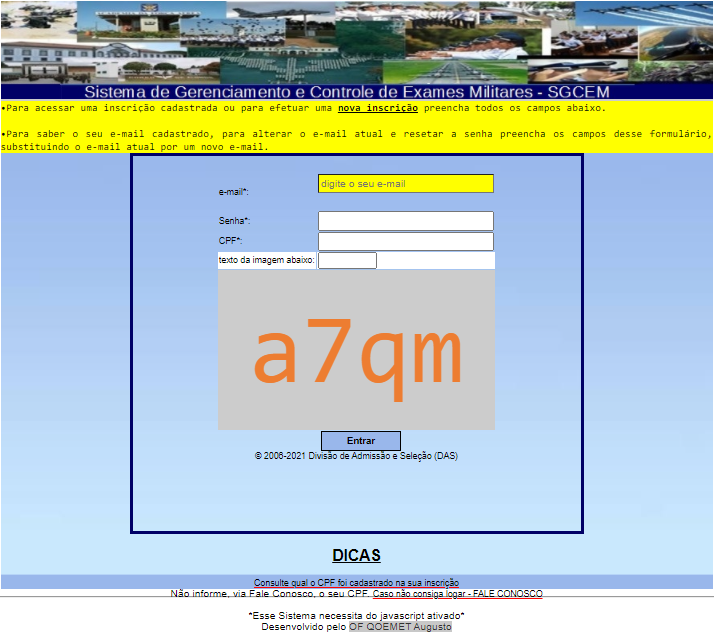 Sistema de Gerenciamento e Controle de Exames Militares - SGCEM
•Para acessar uma inscrição cadastrada ou para efetuar uma nova inscrição preencha todos os campos abaixo.
•Para saber o seu e-mail cadastrado, para alterar o e-mail atual e resetar a senha preencha os campos desse formulário,
substituindo o e-mail atual por um novo e-mail.
e-mail*: digite o seu e-mail
Senha*:
CPF*:
texto da imagem abaixo:
a7qm
Entrar
© 2006-2021 Divisão de Admissão e Seleção (DAS)
DICAS
Consulte qual o CPF foi cadastrado na sua inscrição
Não informe, via Fale Conosco, o seu CPF. Caso não consiga logar - FALE CONOSCO
*Esse Sistema necessita do javascript ativado*
Desenvolvido pelo OF QOEMET Augusto